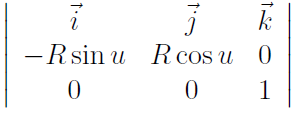 | i⃗ j⃗ k⃗ |
| −R sin u R cos u 0 |
| 0 0 1 |